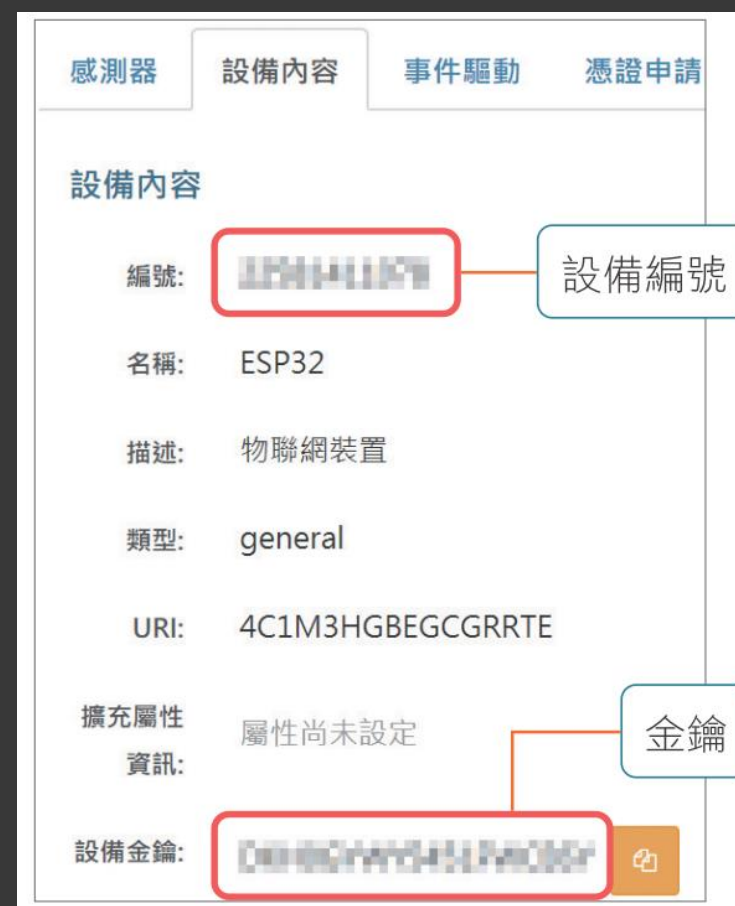 感測器 設備內容 事件驅動 憑證申請
設備內容
編號:
設備編號
名稱: ESP32
描述: 物聯網裝置
類型: general
URI: 4C1M3HGBEGCGRRTE
擴充屬性
資訊: 屬性尚未設定
金鑰
設備金鑰: